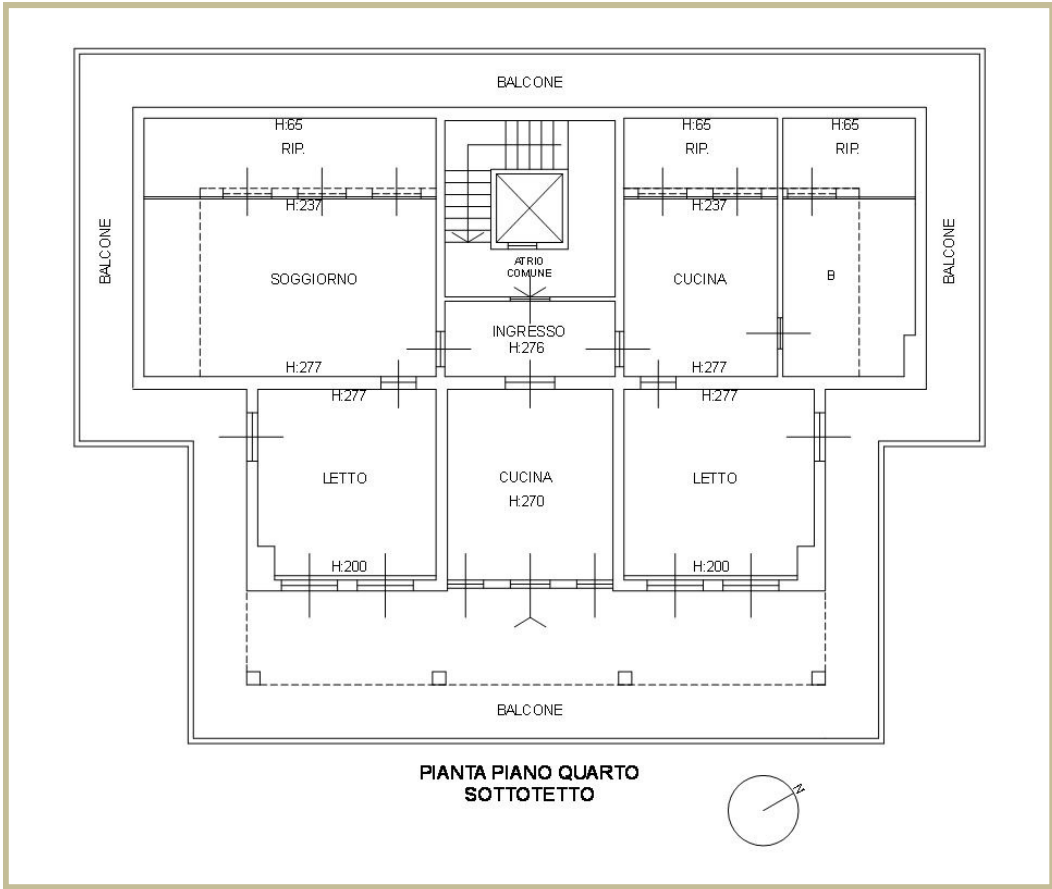 BALCONE
H:65
RIP.
H:65
RIP.
H:65
RIP.
H:237
H:237
BALCONE
BALCONE
ATRIO
COMUNE
SOGGIORNO
CUCINA
B
INGRESSO
H:276
H:277
H:277
H:277
H:277
LETTO
CUCINA
H:270
LETTO
H:200
H:200
BALCONE
PIANTA PIANO QUARTO
SOTTOTETTO
N